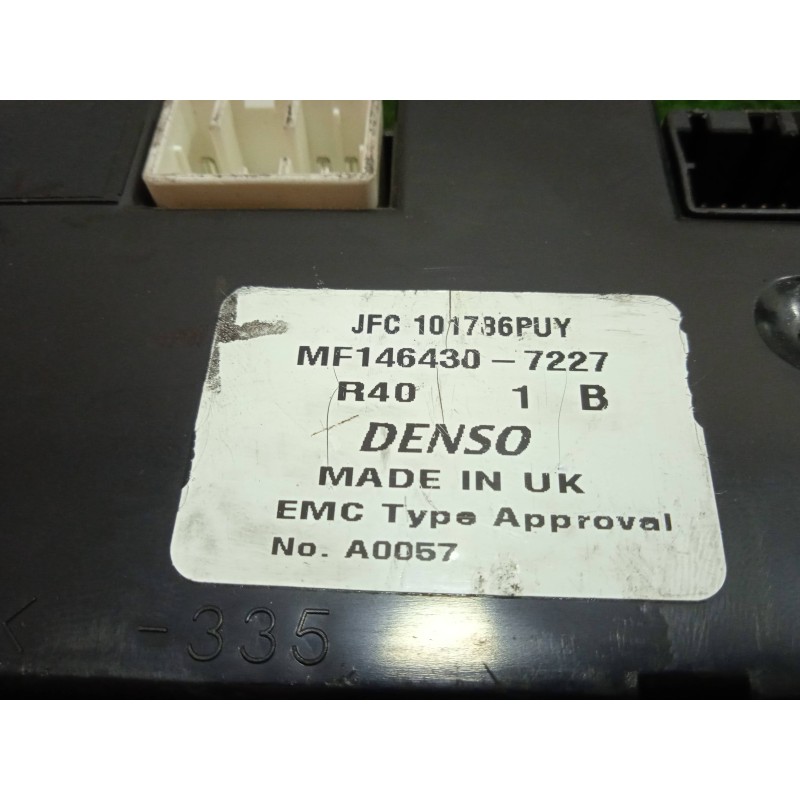 JFC 101786PUY
MF146430-7227
R40 1 B
DENSO
MADE IN UK
EMC Type Approval
No. A0057
-335